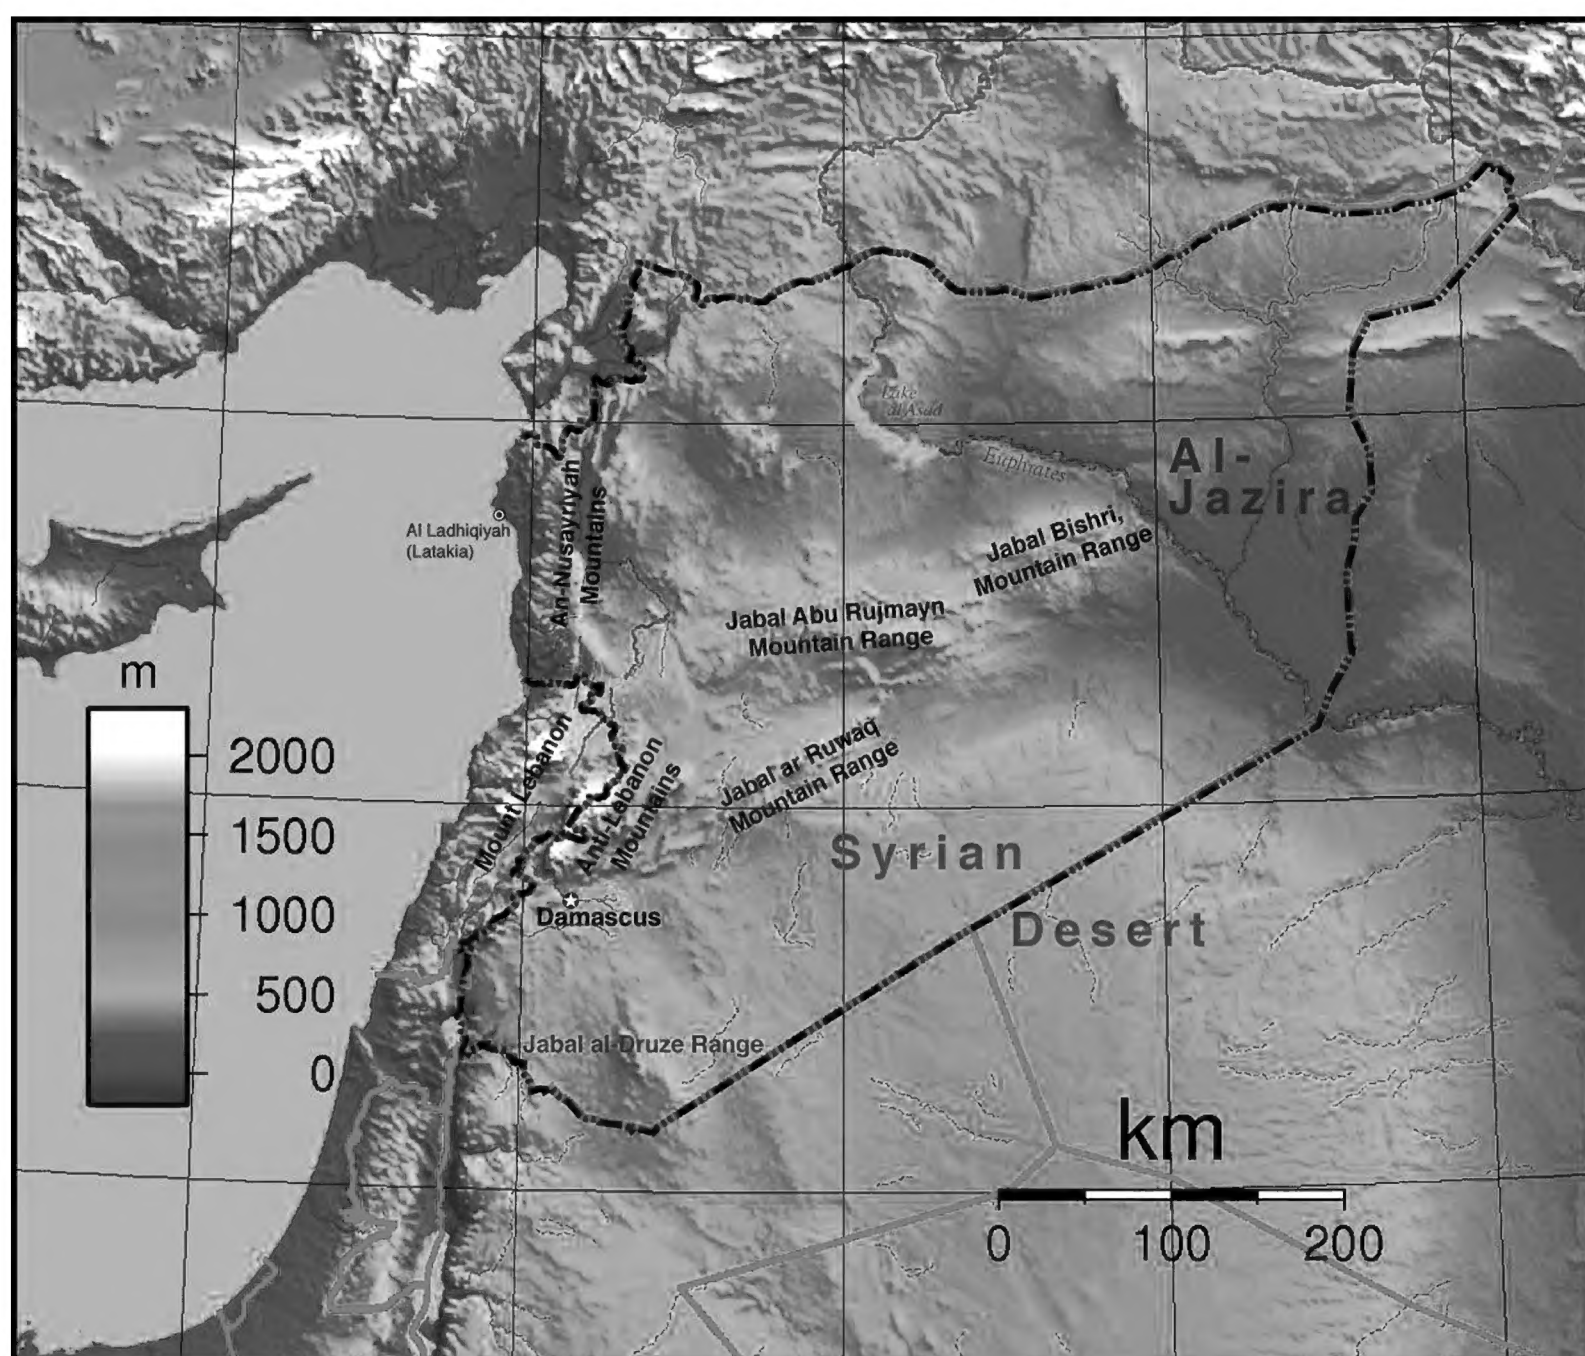 Lake
al Asad
Euphrates
Al-
Jazira
Al Ladhiqiyah
(Latakia)
An-Nusayriyah
Mountains
Jabal Bishri,
Mountain Range
Jabal Abu Rujmayn
Mountain Range
m
2000
1500
1000
500
0
Mount Lebanon
Anti-Lebanon
Mountains
Jabal ar Ruwaq
Mountain Range
Syrian
Desert
Damascus
Jabal al-Druze Range
km
0 100 200